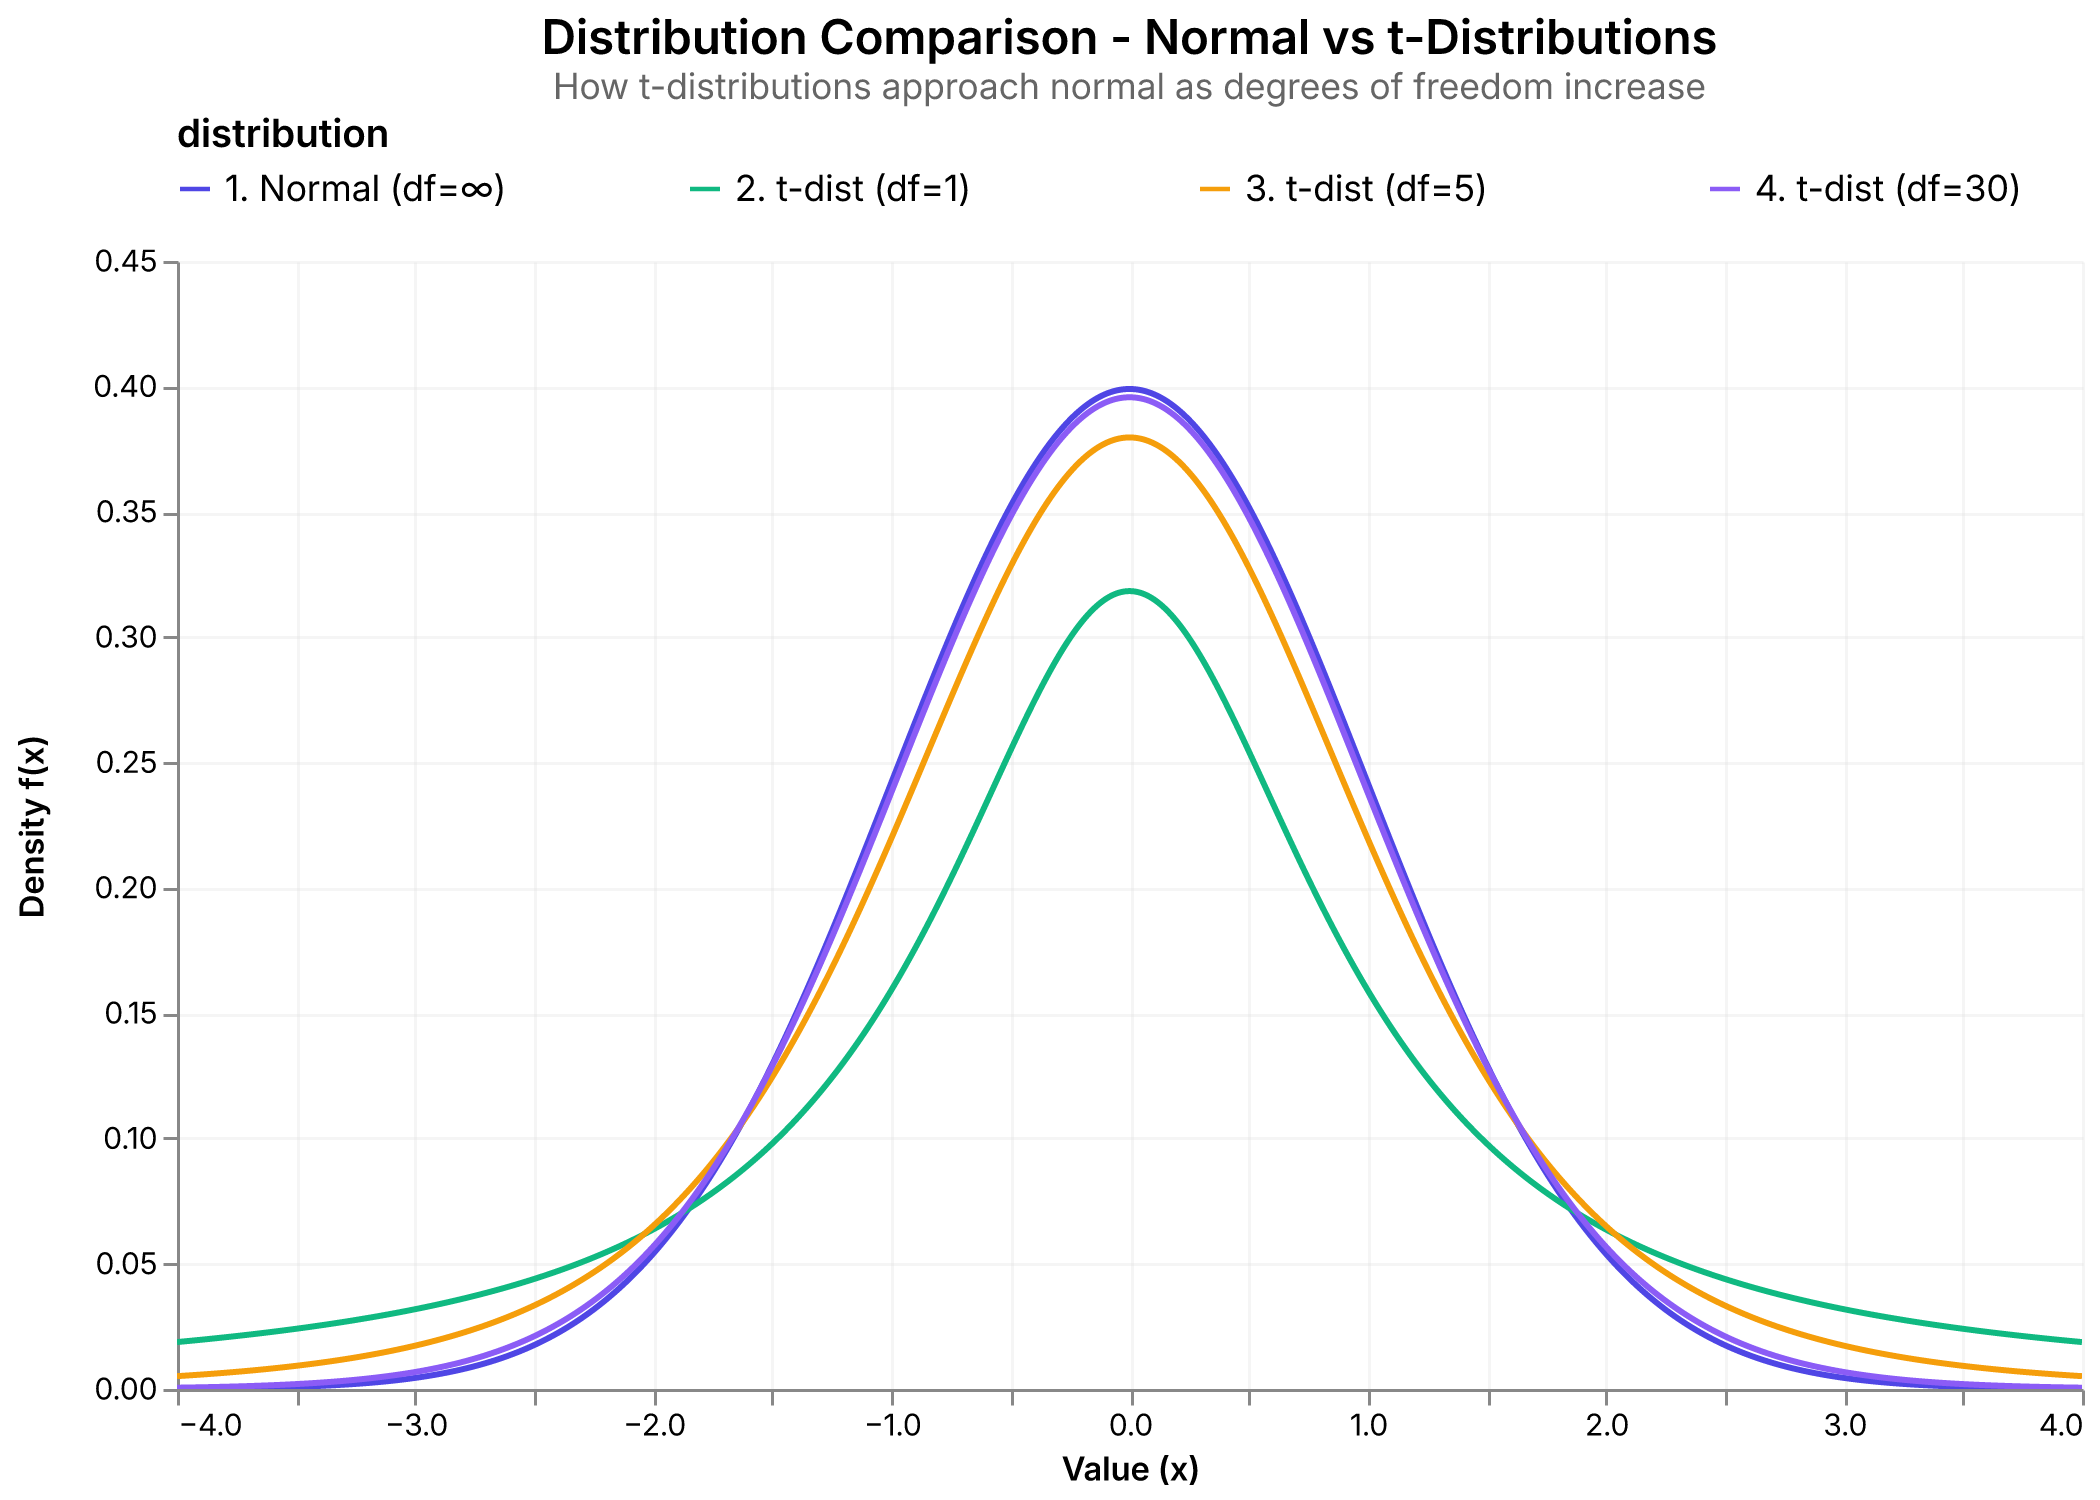 Distribution Comparison - Normal vs t-Distributions
How t-distributions approach normal as degrees of freedom increase
distribution
1. Normal (df=∞) 2. t-dist (df=1) 3. t-dist (df=5) 4. t-dist (df=30)
0.45
0.40
0.35
0.30
0.25
0.20
0.15
0.10
0.05
0.00
Density f(x)
−4.0 −3.0 −2.0 −1.0 0.0 1.0 2.0 3.0 4.0
Value (x)